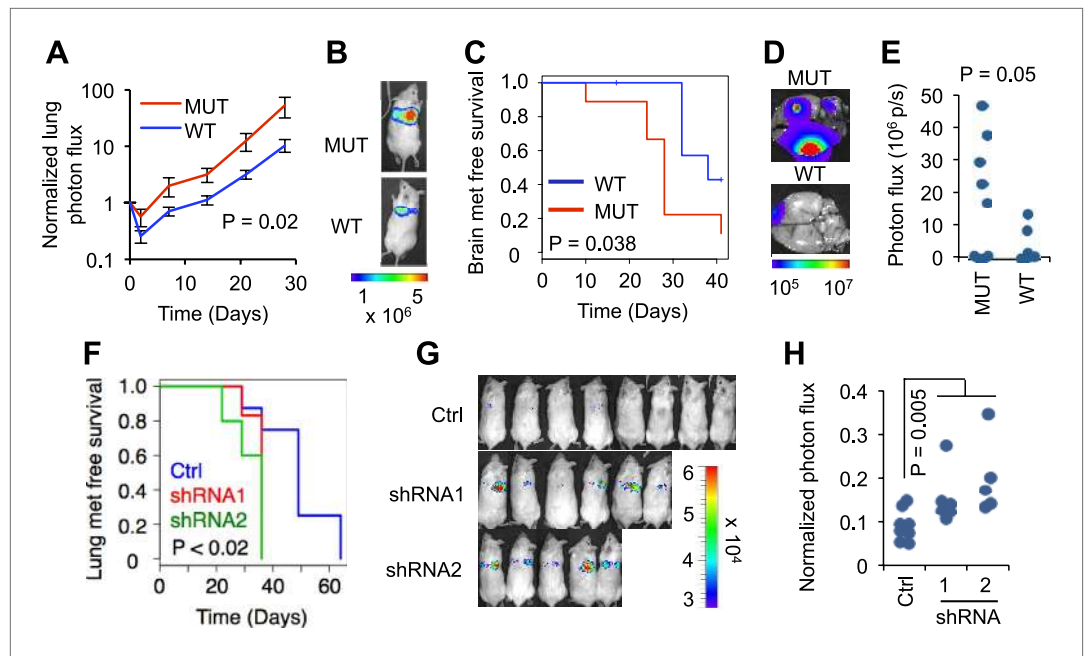 A
Normalized lung
photon flux
100
10
1
0.1
MUT
WT
P = 0.02
0
10
20
30
Time (Days)
B
MUT
WT
1
5
x 10⁶
C
Brain met free survival
1.0
0.8
0.6
0.4
0.2
0
WT
MUT
P = 0.038
0
10
20
30
40
Time (Days)
D
MUT
WT
10⁵
10⁷
E
P = 0.05
Photon flux (10⁶ p/s)
50
40
30
20
10
0
MUT
WT
F
Lung met free survival
1.0
0.8
0.6
0.4
0.2
0
Ctrl
shRNA1
shRNA2
P < 0.02
0
20
40
60
Time (Days)
G
Ctrl
shRNA1
shRNA2
6
5
4
3
x 10⁴
H
Normalized photon flux
0.4
0.3
0.2
0.1
0
P = 0.005
Ctrl
1
2
shRNA